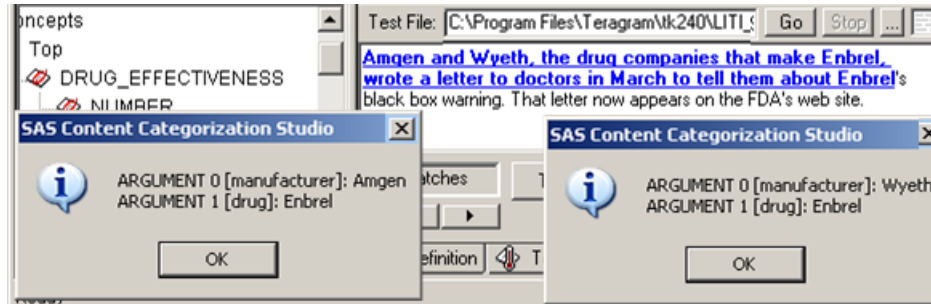 oncepts
Top
DRUG_EFFECTIVENESS
NUMBER
Test File: C:\Program Files\Teragram\tk240\LITI_S Go Stop ...
Amgen and Wyeth, the drug companies that make Enbrel,
wrote a letter to doctors in March to tell them about Enbrel's
black box warning. That letter now appears on the FDA's web site.
SAS Content Categorization Studio
ARGUMENT 0 [manufacturer]: Amgen
ARGUMENT 1 [drug]: Enbrel
OK
atches
efinition
T
SAS Content Categorization Studio
ARGUMENT 0 [manufacturer]: Wyeth
ARGUMENT 1 [drug]: Enbrel
OK